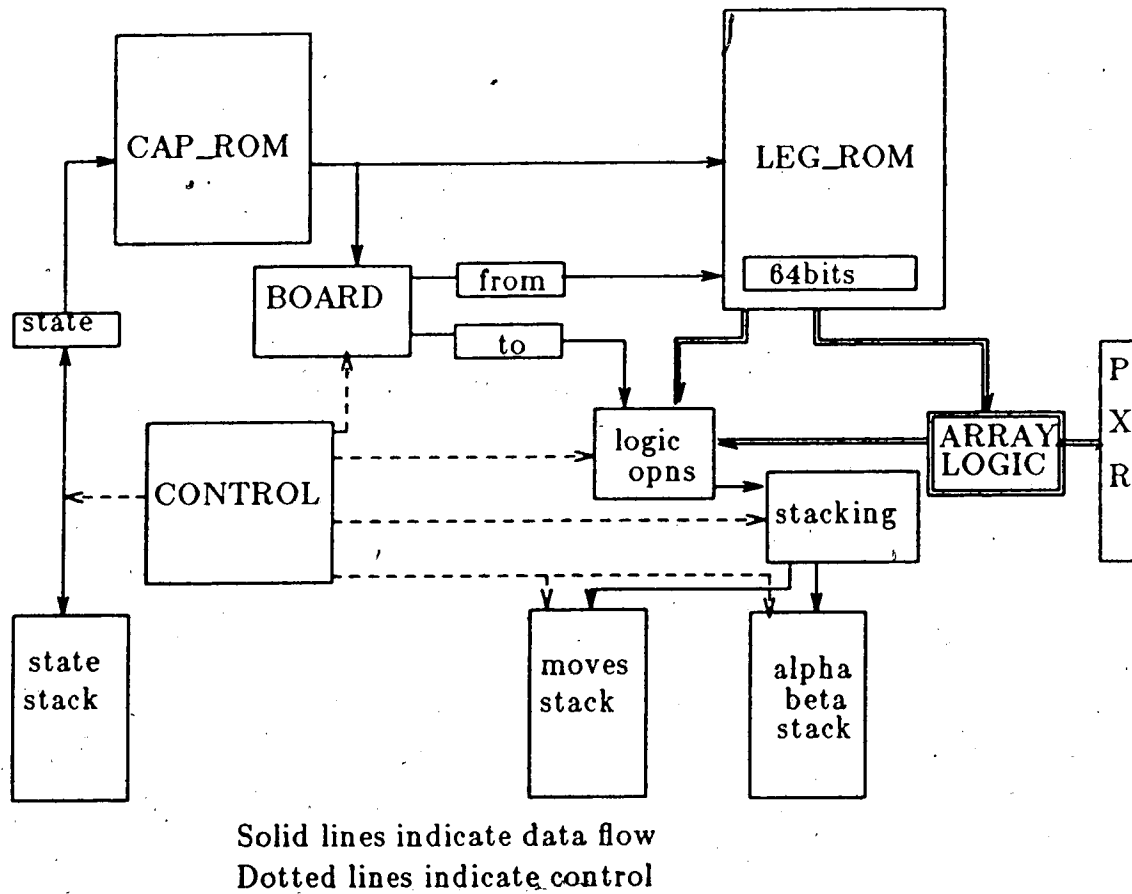 CAP_ROM
LEG_ROM
64bits
BOARD
from
to
state
P
X
R
logic
opns
ARRAY
LOGIC
CONTROL
stacking
state
stack
moves
stack
alpha
beta
stack
Solid lines indicate data flow
Dotted lines indicate control